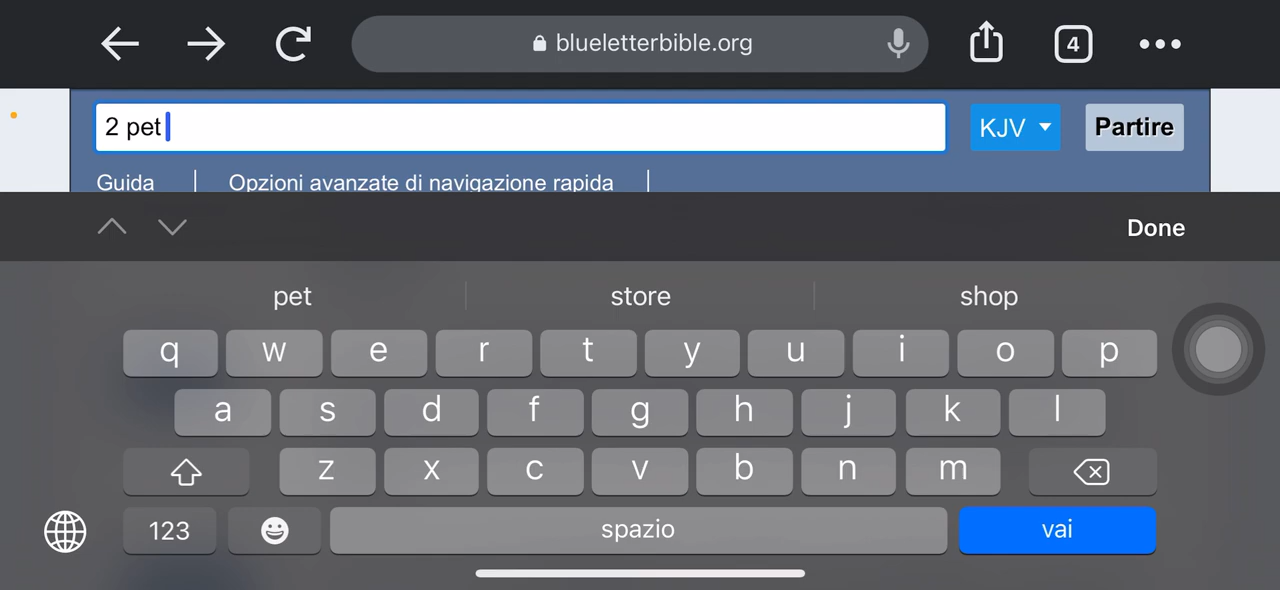 blueletterbible.org
4
2 pet
KJV
Partire
Guida
Opzioni avanzate di navigazione rapida
Done
pet store shop
q w e r t y u i o p
a s d f g h j k l
z x c v b n m
123 spazio vai